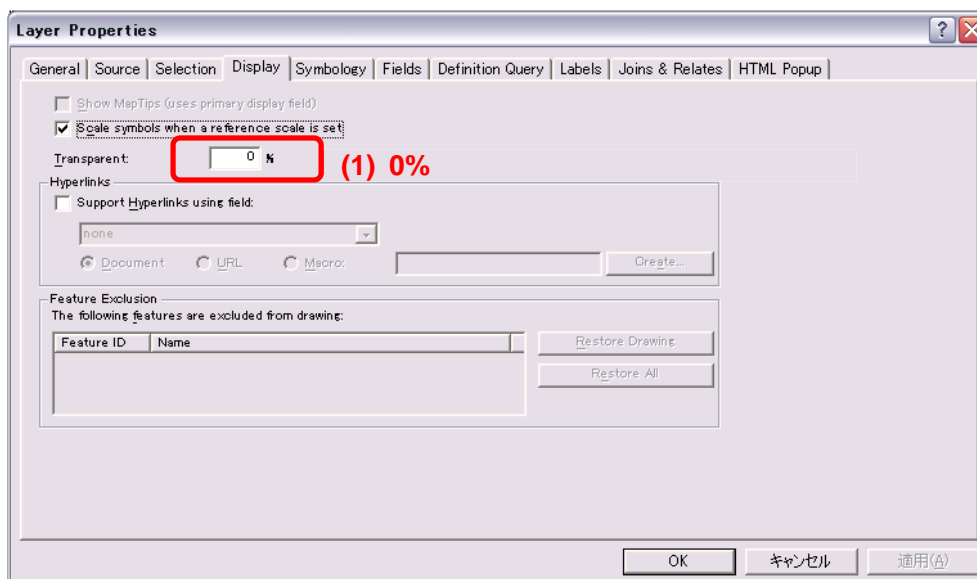 Layer Properties
General Source Selection Display Symbology Fields Definition Query Labels Joins & Relates HTML Popup
Show MapTips (uses primary display field)
Scale symbols when a reference scale is set
Transparent: 0 % (1) 0%
Hyperlinks
Support Hyperlinks using field:
none
Document URL Macro: Create...
Feature Exclusion
The following features are excluded from drawing:
Feature ID Name
Restore Drawing
Restore All
OK キャンセル 適用(A)